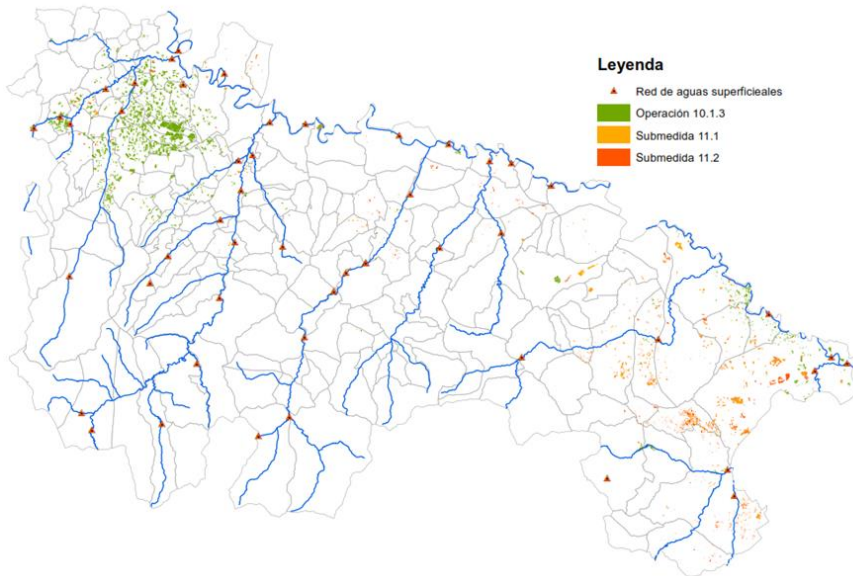 Leyenda
Red de aguas superficieales
Operación 10.1.3
Submedida 11.1
Submedida 11.2